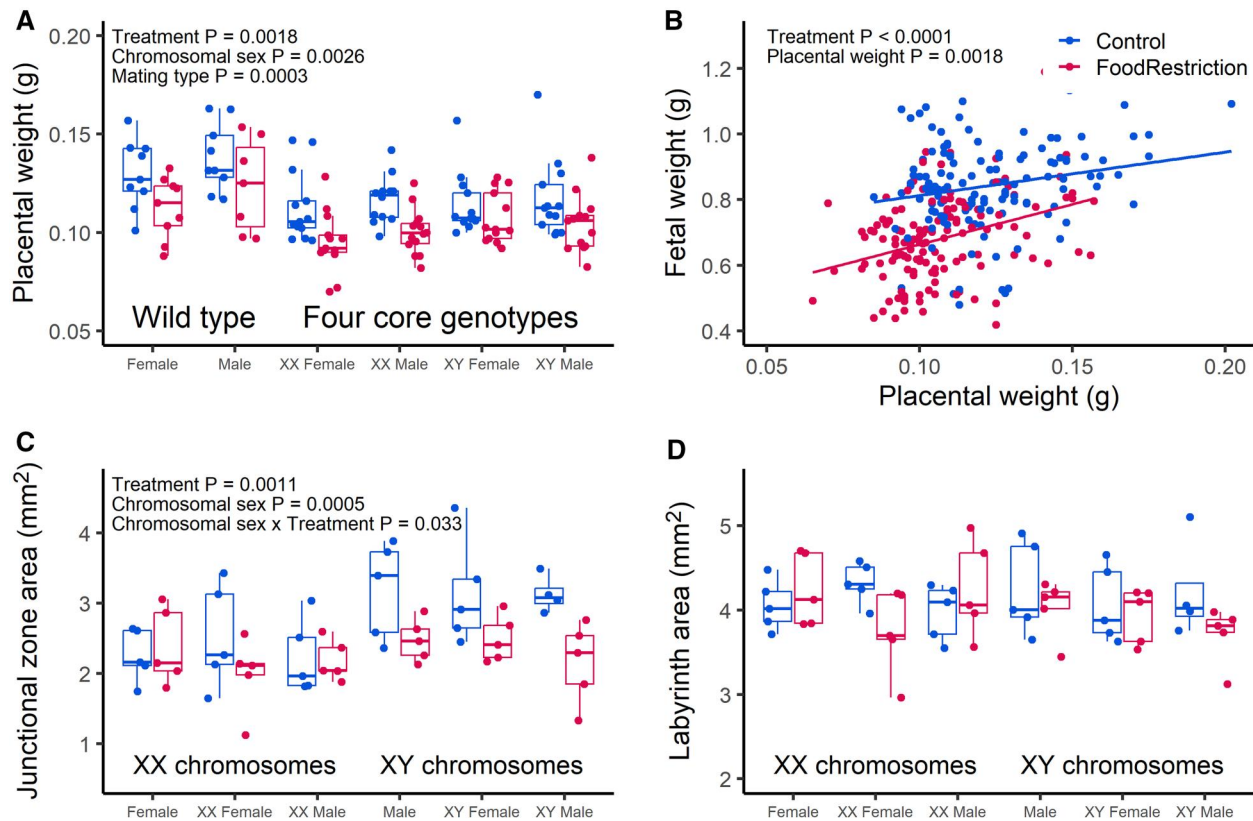 A
Treatment P = 0.0018
Chromosomal sex P = 0.0026
Mating type P = 0.0003
Placental weight (g)
0.20
0.15
0.10
0.05
Wild type
Four core genotypes
Female Male XX Female XX Male XY Female XY Male
B
Treatment P < 0.0001
Placental weight P = 0.0018
Control
FoodRestriction
Fetal weight (g)
1.2
1.0
0.8
0.6
0.4
0.05 0.10 0.15 0.20
Placental weight (g)
C
Treatment P = 0.0011
Chromosomal sex P = 0.0005
Chromosomal sex x Treatment P = 0.033
Junctional zone area (mm²)
4
3
2
1
XX chromosomes
XY chromosomes
Female XX Female XX Male Male XY Female XY Male
D
Labyrinth area (mm²)
5
4
3
2
XX chromosomes
XY chromosomes
Female XX Female XX Male Male XY Female XY Male